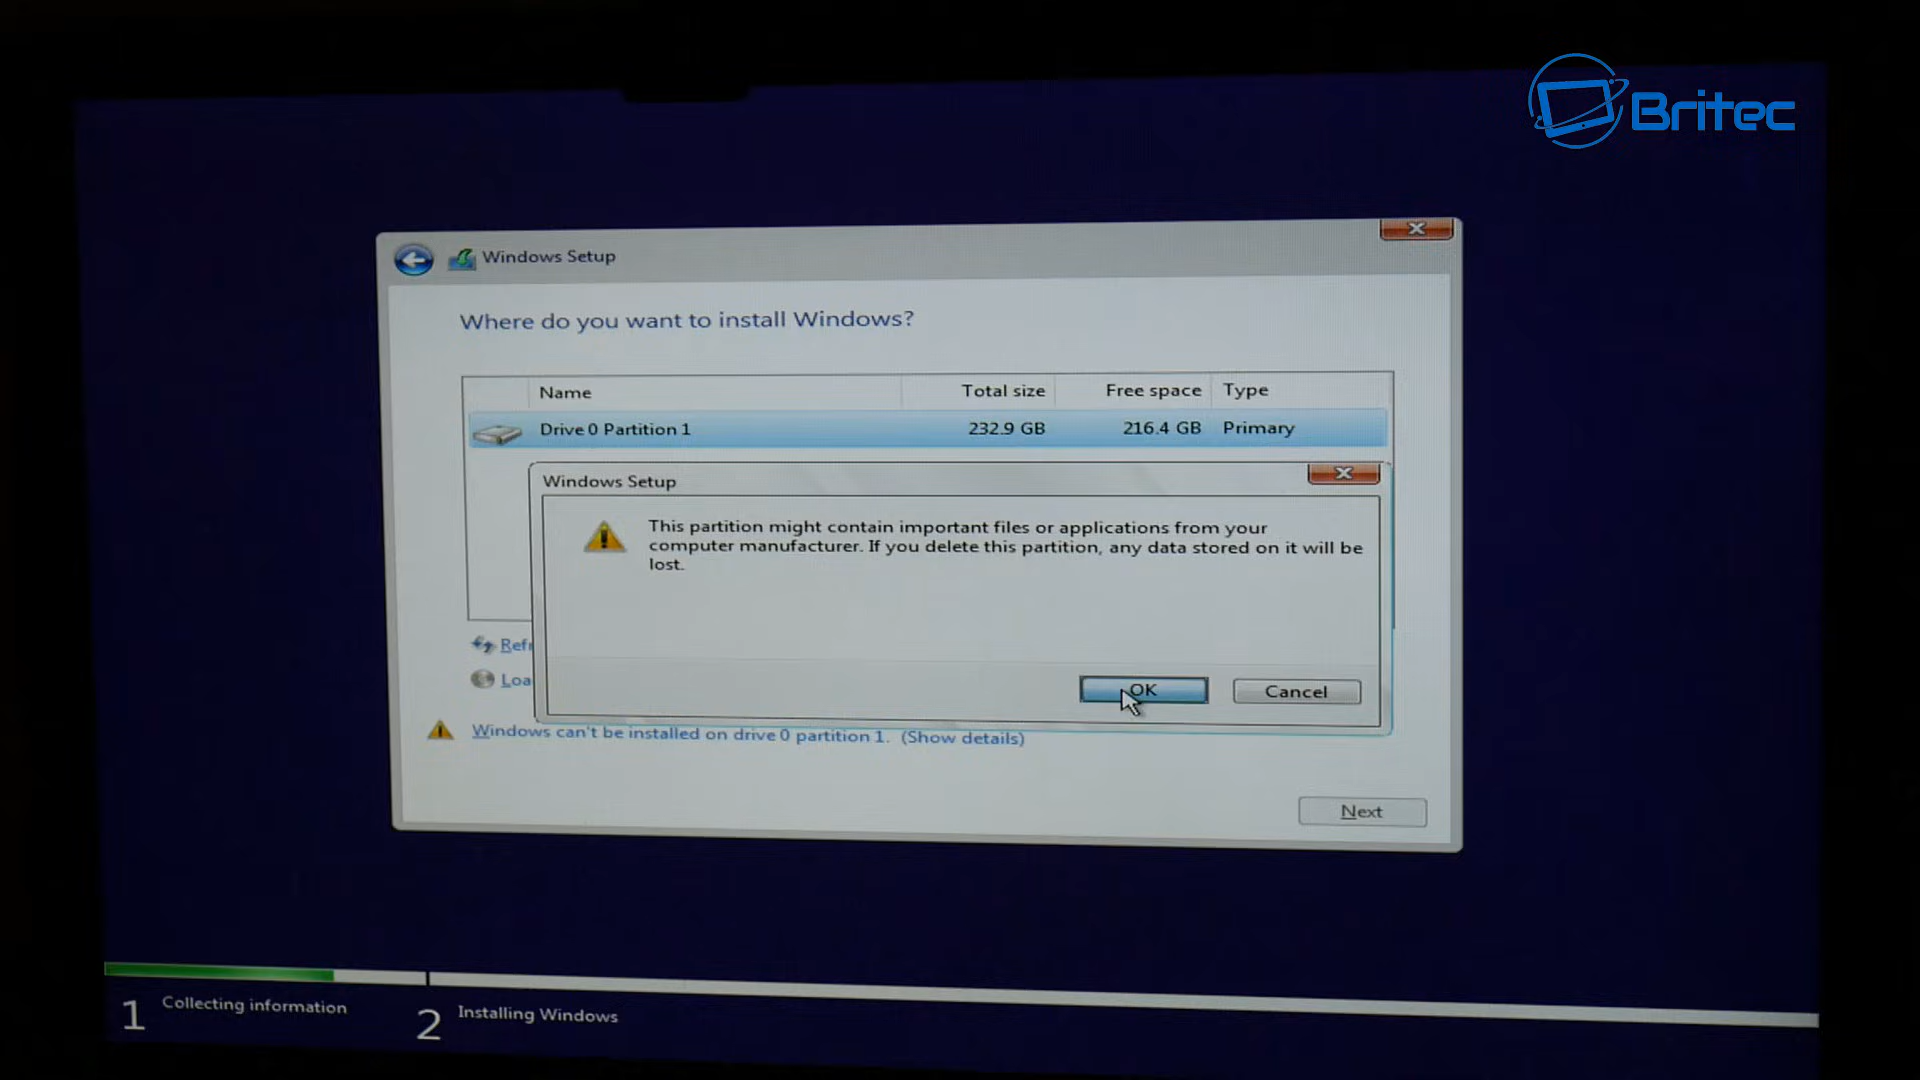 Britec
Windows Setup
Where do you want to install Windows?
Name Total size Free space Type
Drive 0 Partition 1 232.9 GB 216.4 GB Primary
Windows Setup
This partition might contain important files or applications from your
computer manufacturer. If you delete this partition, any data stored on it will be
lost.
Refr
Loa
OK Cancel
Windows can't be installed on drive 0 partition 1. (Show details)
Next
1 Collecting information 2 Installing Windows